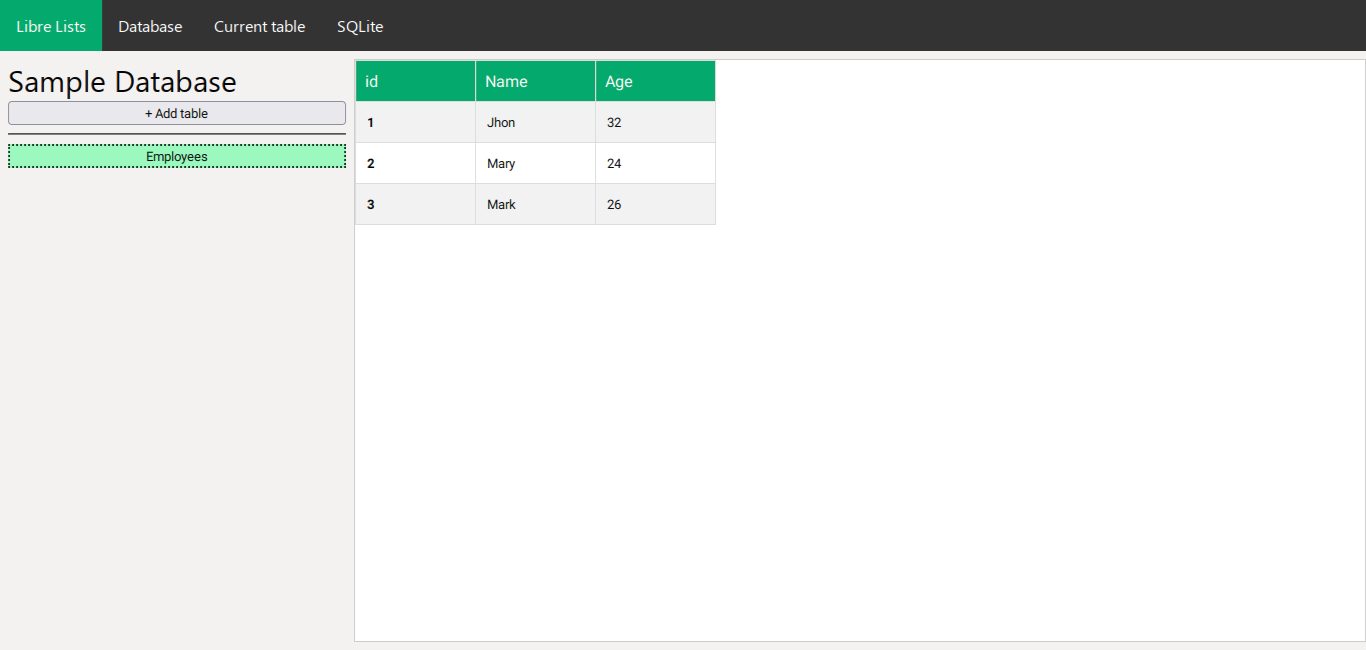 Libre Lists Database Current table SQLite
Sample Database
+ Add table
Employees
id Name Age
1 Jhon 32
2 Mary 24
3 Mark 26